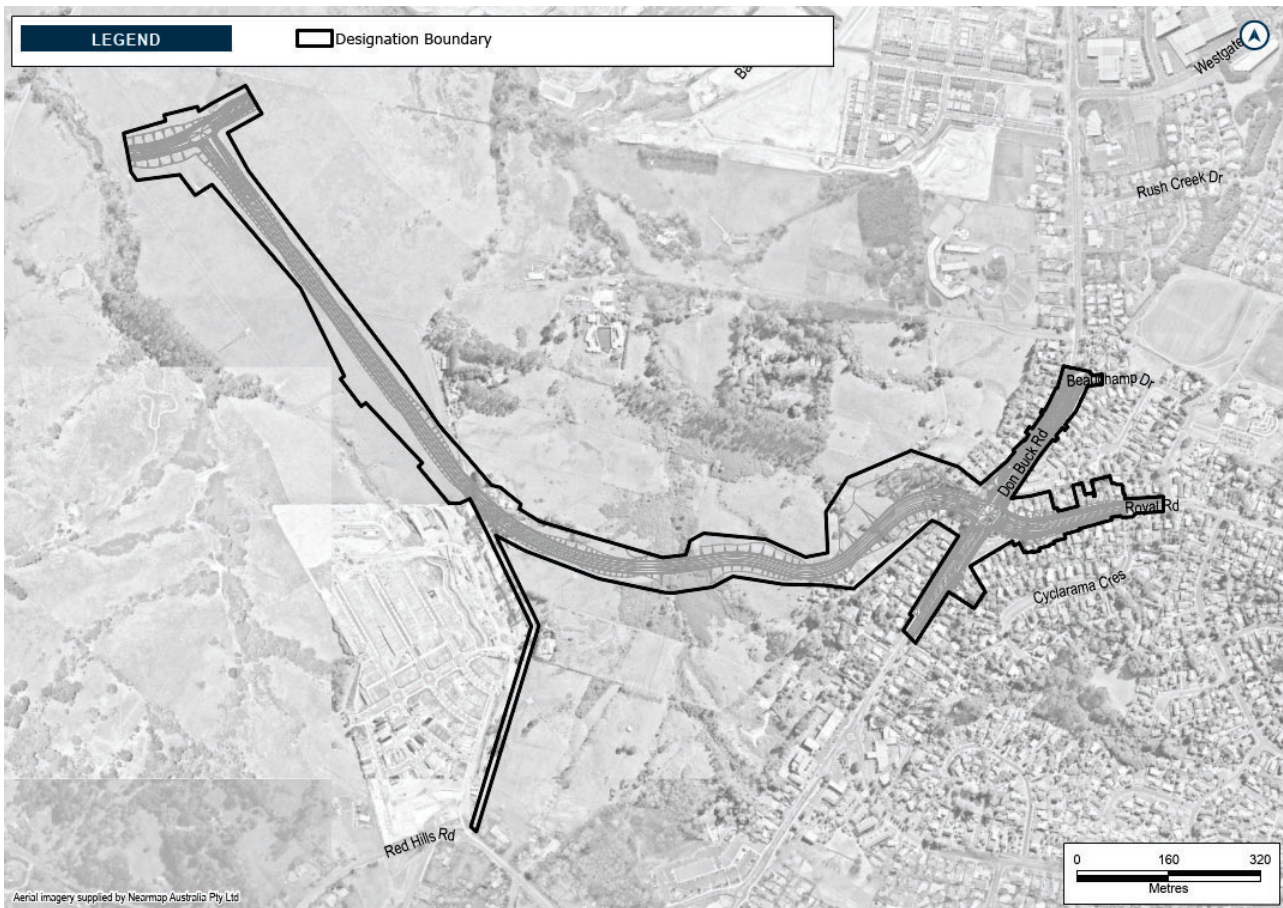 LEGEND
Designation Boundary
Westgate
Ba
Rush Creek Dr
Beauchamp Dr
Don Buck Rd
Royal Rd
Cyclarama Cres
Red Hills Rd
0 160 320
Metres
Aerial imagery supplied by Nearmap Australia Pty Ltd